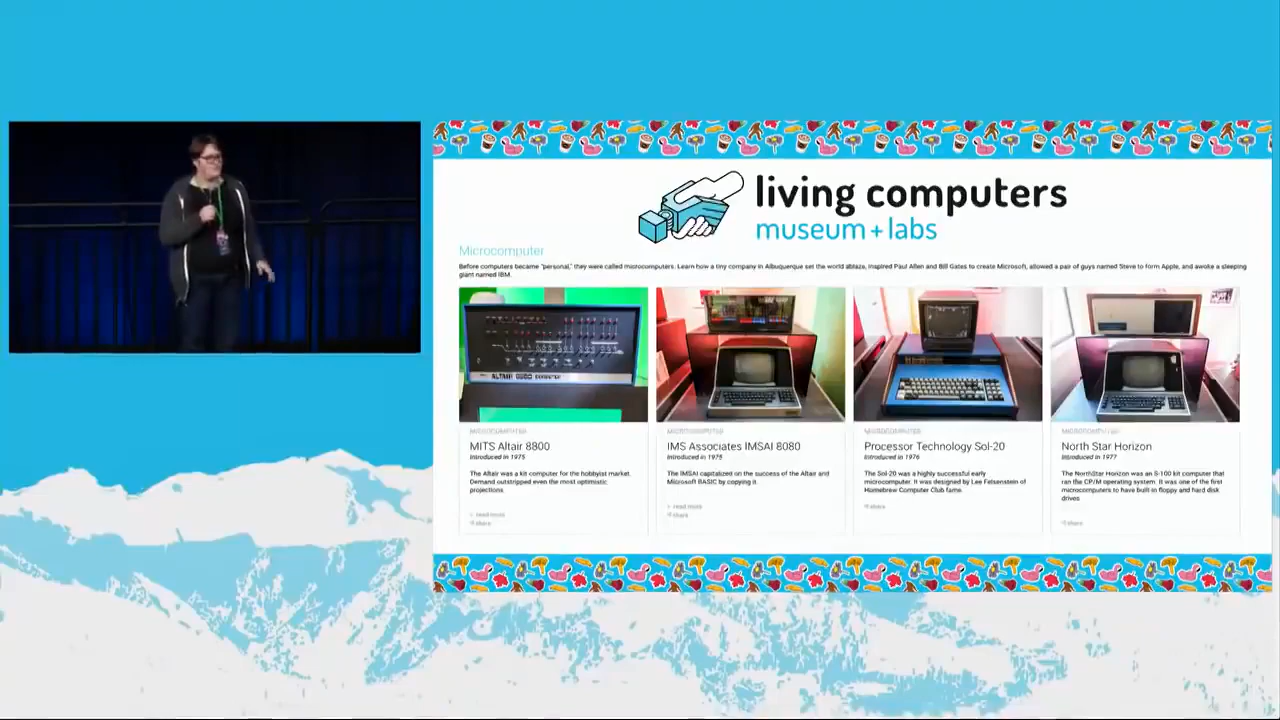 living computers
museum + labs
Microcomputer
Before computers became "personal," they were called microcomputers. Learn how a tiny company in Albuquerque set the world ablaze, inspired Paul Allen and Bill Gates to create Microsoft, allowed a pair of guys named Steve to form Apple, and awoke a sleeping
giant named IBM.
ALTAIR 8800 COMPUTER
MICROCOMPUTER
MITS Altair 8800
Introduced in 1975
The Altair was a kit computer for the hobbyist market.
Demand outstripped even the most optimistic
projections.
read more
share
MICROCOMPUTER
IMS Associates IMSAI 8080
Introduced in 1975
The IMSAI capitalized on the success of the Altair and
Microsoft BASIC by copying it.
read more
share
MICROCOMPUTER
Processor Technology Sol-20
Introduced in 1976
The Sol-20 was a highly successful early
microcomputer. It was designed by Lee Felsenstein of
Homebrew Computer Club fame.
share
MICROCOMPUTER
North Star Horizon
Introduced in 1977
The NorthStar Horizon was an S-100 kit computer that
ran the CP/M operating system. It was one of the first
microcomputers to have built-in floppy and hard disk
drives
share